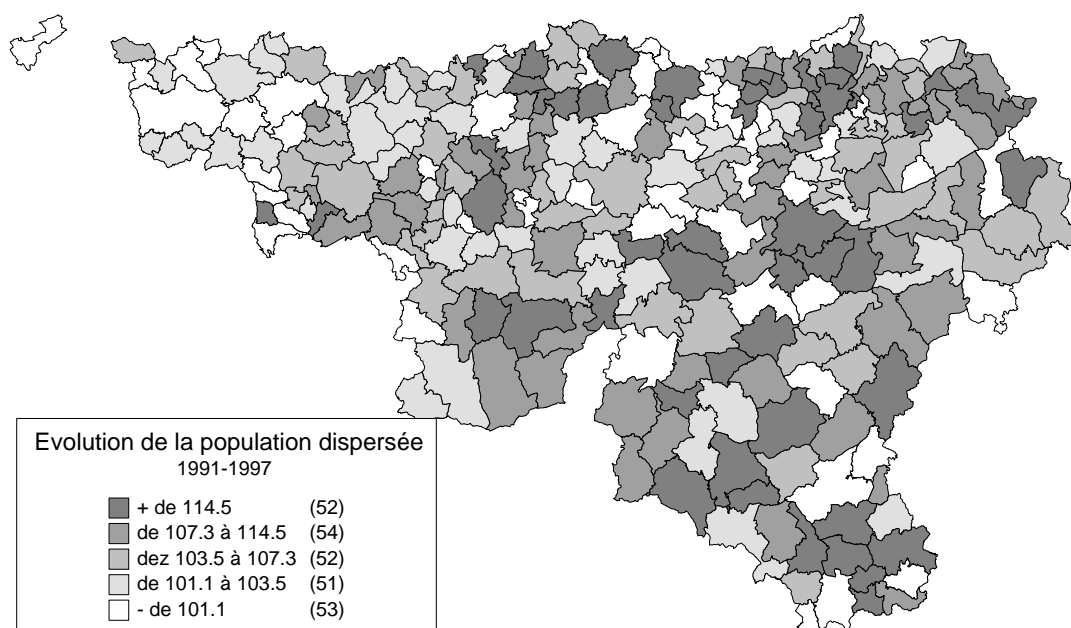 Evolution de la population dispersée
1991-1997
+ de 114.5 (52)
de 107.3 à 114.5 (54)
dez 103.5 à 107.3 (52)
de 101.1 à 103.5 (51)
- de 101.1 (53)